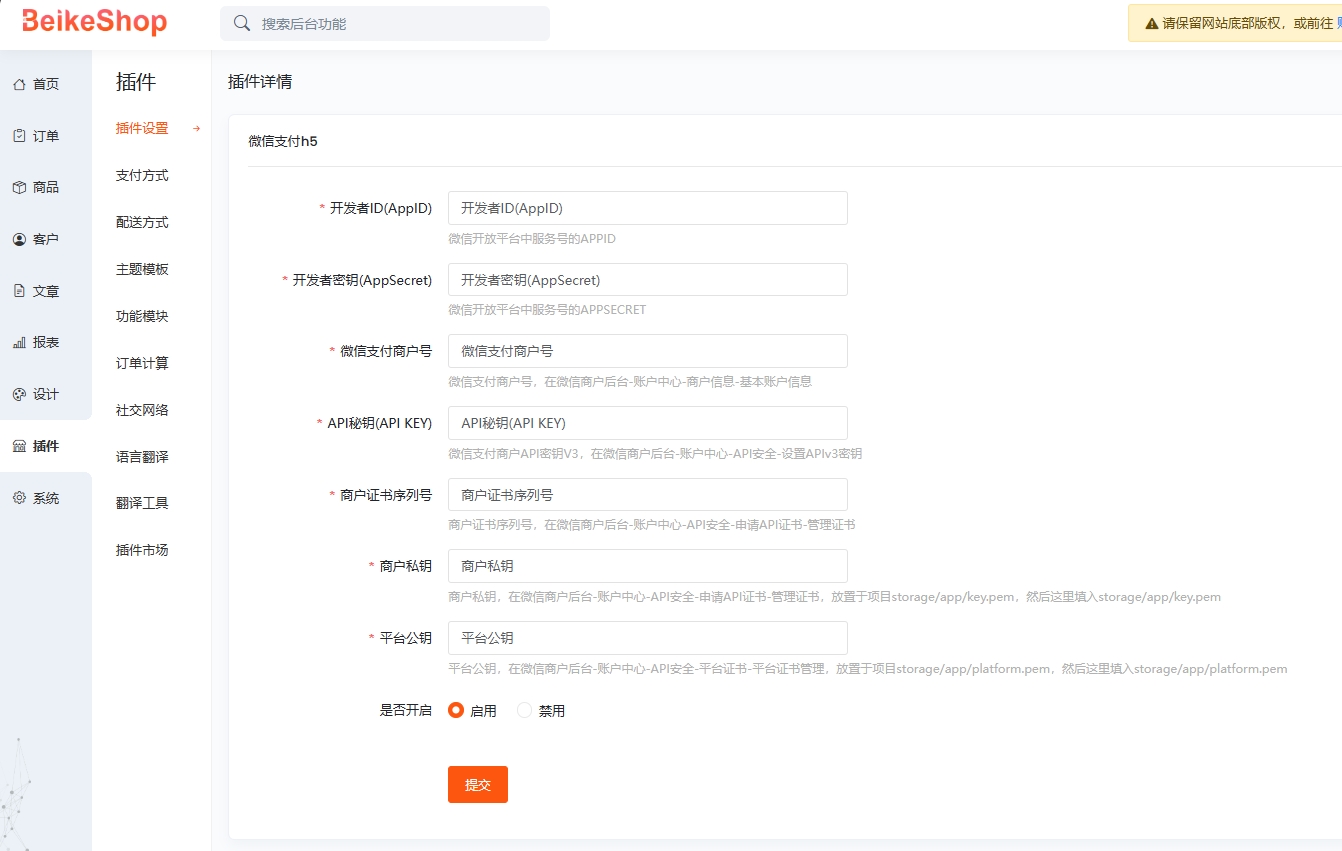 BeikeShop
搜索后台功能
请保留网站底部版权，或前往
首页
订单
商品
客户
文章
报表
设计
插件
系统
插件
插件设置
支付方式
配送方式
主题模板
功能模块
订单计算
社交网络
语言翻译
翻译工具
插件市场
插件详情
微信支付h5
* 开发者ID(AppID) 开发者ID(AppID)
微信开放平台中服务号的APPID
* 开发者密钥(AppSecret) 开发者密钥(AppSecret)
微信开放平台中服务号的APPSECRET
* 微信支付商户号 微信支付商户号
微信支付商户号，在微信商户后台-账户中心-商户信息-基本账户信息
* API秘钥(API KEY) API秘钥(API KEY)
微信支付商户API密钥V3，在微信商户后台-账户中心-API安全-设置APIv3密钥
* 商户证书序列号 商户证书序列号
商户证书序列号，在微信商户后台-账户中心-API安全-申请API证书-管理证书
* 商户私钥 商户私钥
商户私钥，在微信商户后台-账户中心-API安全-申请API证书-管理证书，放置于项目storage/app/key.pem，然后这里填入storage/app/key.pem
* 平台公钥 平台公钥
平台公钥，在微信商户后台-账户中心-API安全-平台证书-平台证书管理，放置于项目storage/app/platform.pem，然后这里填入storage/app/platform.pem
是否开启 启用 禁用
提交